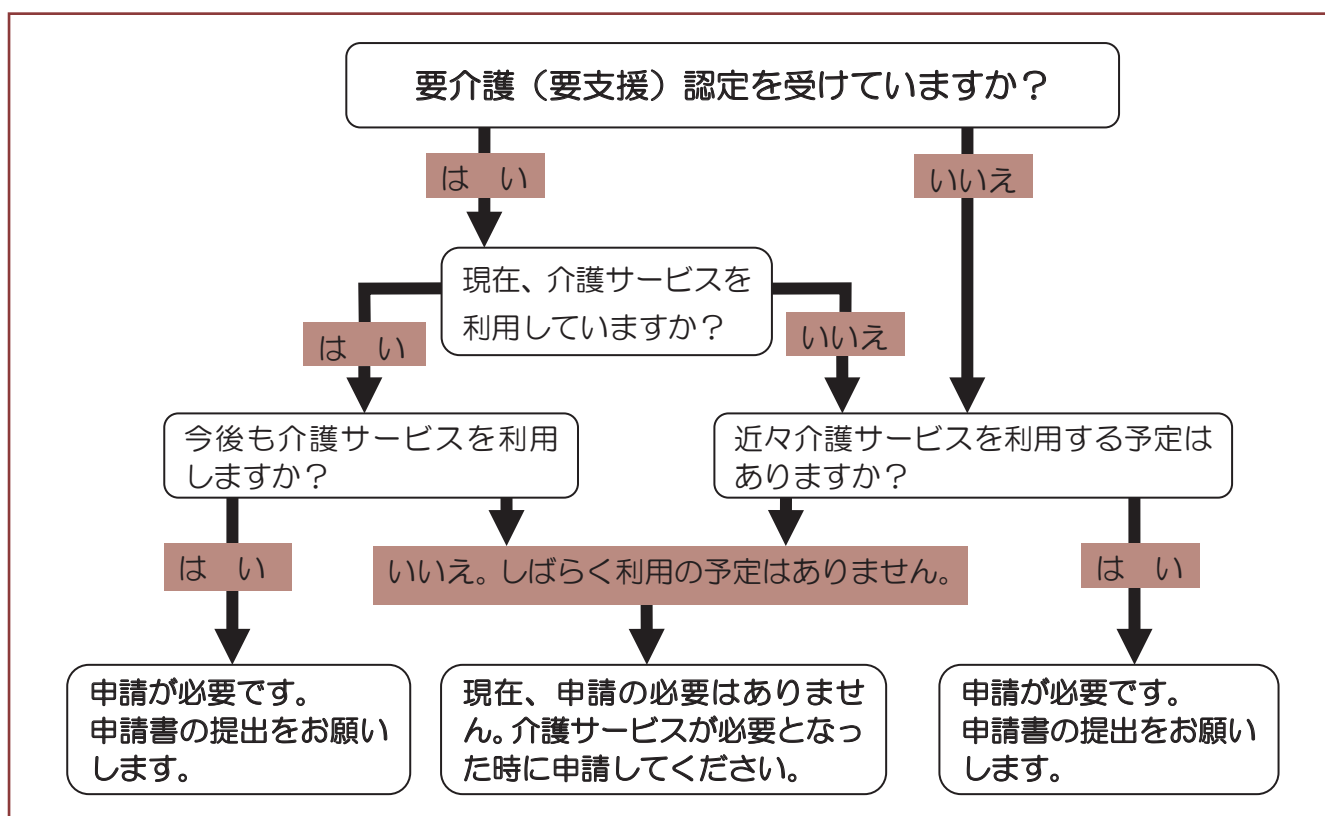 要介護（要支援）認定を受けていますか？
は い
いいえ
現在、介護サービスを
利用していますか？
は い
いいえ
今後も介護サービスを利用
しますか？
近々介護サービスを利用する予定は
ありますか？
は い
いいえ。しばらく利用の予定はありません。
は い
申請が必要です。
申請書の提出をお願い
します。
現在、申請の必要はありませ
ん。介護サービスが必要となっ
た時に申請してください。
申請が必要です。
申請書の提出をお願い
します。